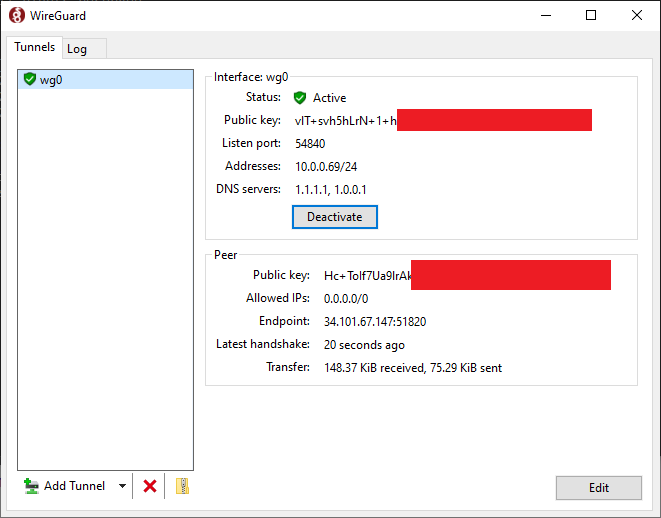 WireGuard
Tunnels Log
wg0
Interface: wg0
Status: Active
Public key: vIT+svh5hLrN+1+h
Listen port: 54840
Addresses: 10.0.0.69/24
DNS servers: 1.1.1.1, 1.0.0.1
Deactivate
Peer
Public key: Hc+Tolf7Ua9lrAk
Allowed IPs: 0.0.0.0/0
Endpoint: 34.101.67.147:51820
Latest handshake: 20 seconds ago
Transfer: 148.37 KiB received, 75.29 KiB sent
Add Tunnel
Edit